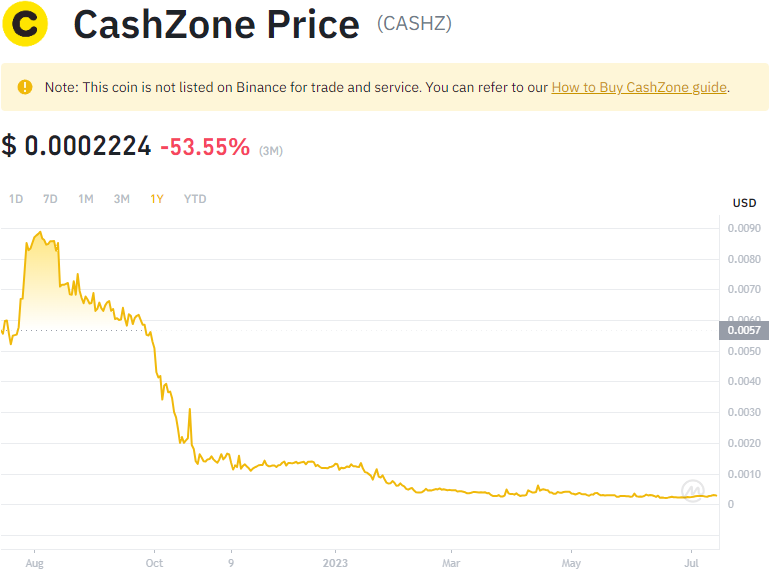 CashZone Price (CASHZ)
Note: This coin is not listed on Binance for trade and service. You can refer to our How to Buy CashZone guide.
$ 0.0002224 -53.55% (3M)
1D 7D 1M 3M 1Y YTD
USD
0.0090
0.0080
0.0070
0.0060
0.0057
0.0050
0.0040
0.0030
0.0020
0.0010
0
Aug Oct 9 2023 Mar May Jul